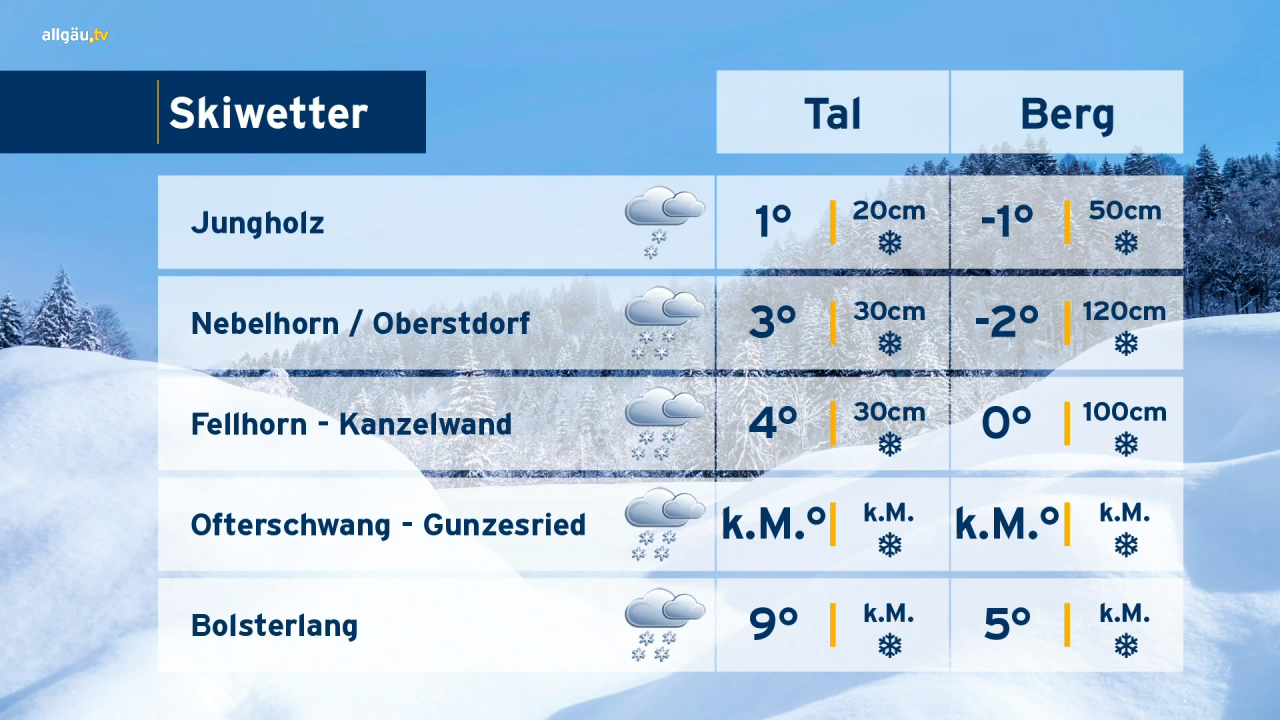 allgäu.tv
Skiwetter Tal Berg
Jungholz 1° 20cm -1° 50cm
Nebelhorn / Oberstdorf 3° 30cm -2° 120cm
Fellhorn - Kanzelwand 4° 30cm 0° 100cm
Ofterschwang - Gunzesried k.M.° k.M. k.M.° k.M.
Bolsterlang 9° k.M. 5° k.M.